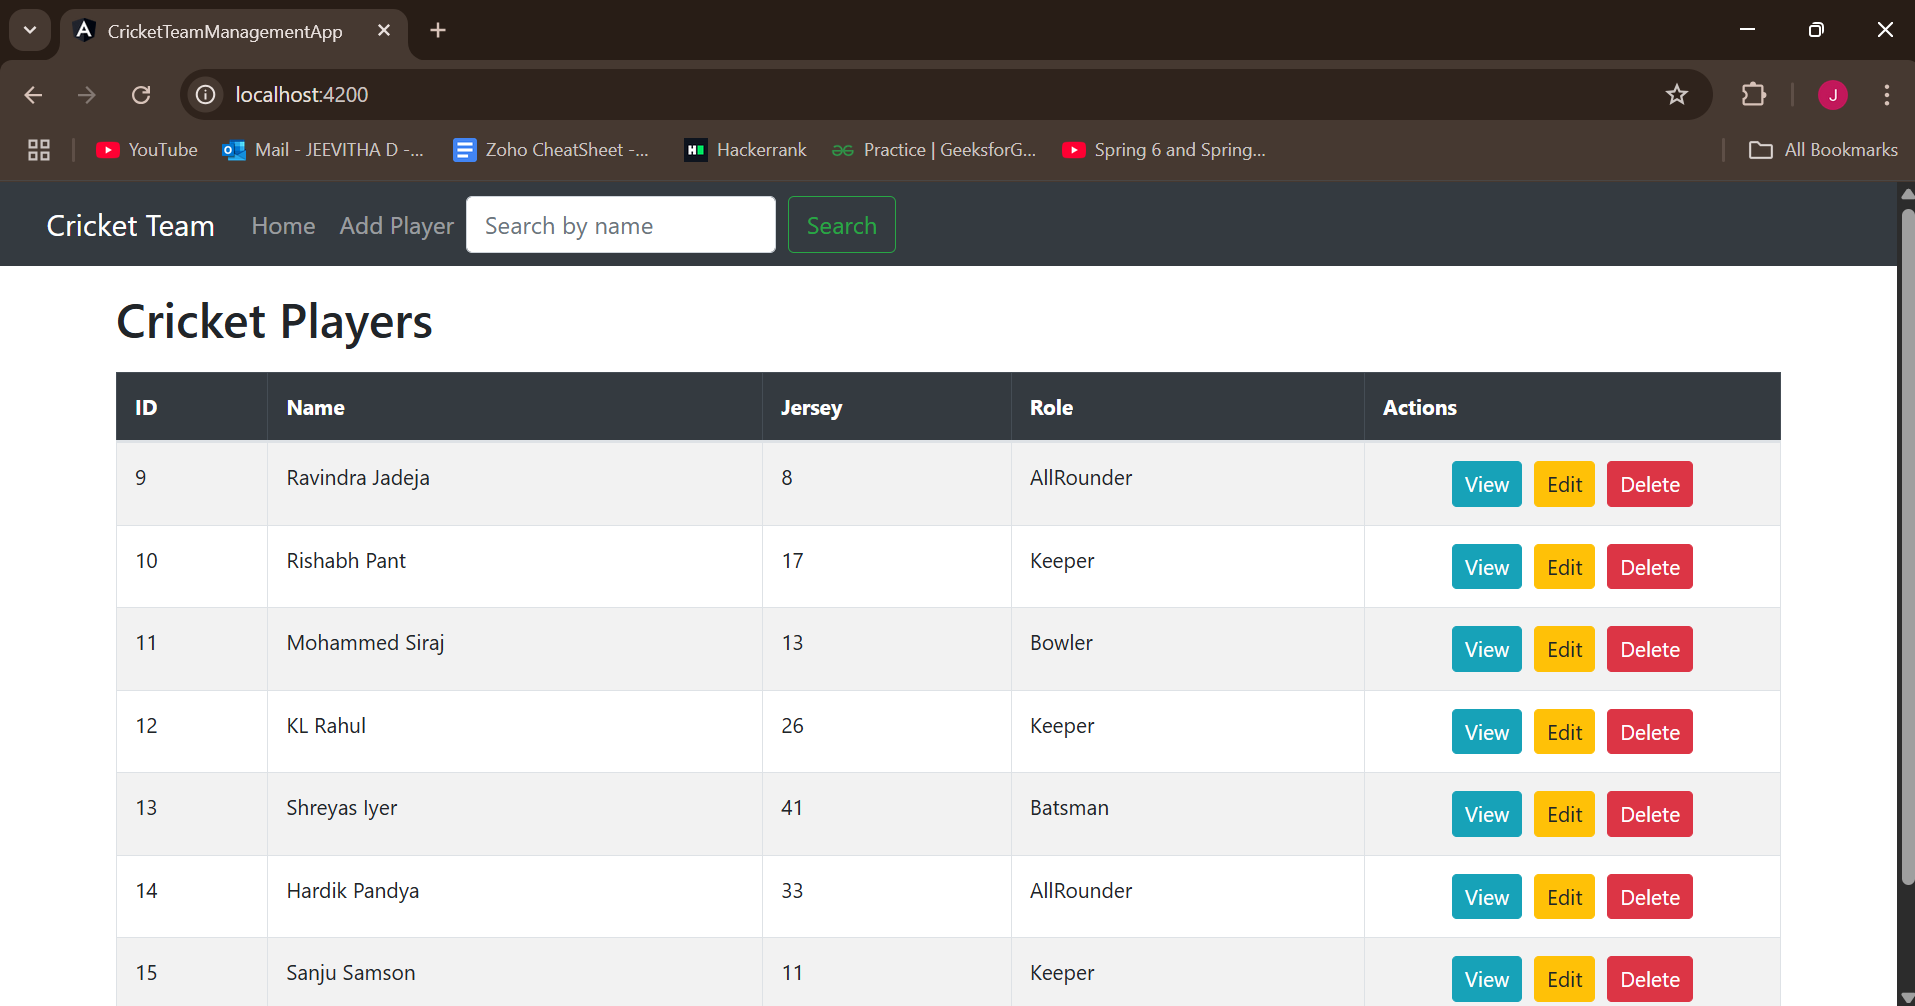 CricketTeamManagementApp
localhost:4200
J
YouTube Mail - JEEVITHA D -... Zoho CheatSheet -... Hackerrank Practice | GeeksforG... Spring 6 and Spring... All Bookmarks
Cricket Team Home Add Player Search by name Search
Cricket Players
ID Name Jersey Role Actions
9 Ravindra Jadeja 8 AllRounder View Edit Delete
10 Rishabh Pant 17 Keeper View Edit Delete
11 Mohammed Siraj 13 Bowler View Edit Delete
12 KL Rahul 26 Keeper View Edit Delete
13 Shreyas Iyer 41 Batsman View Edit Delete
14 Hardik Pandya 33 AllRounder View Edit Delete
15 Sanju Samson 11 Keeper View Edit Delete